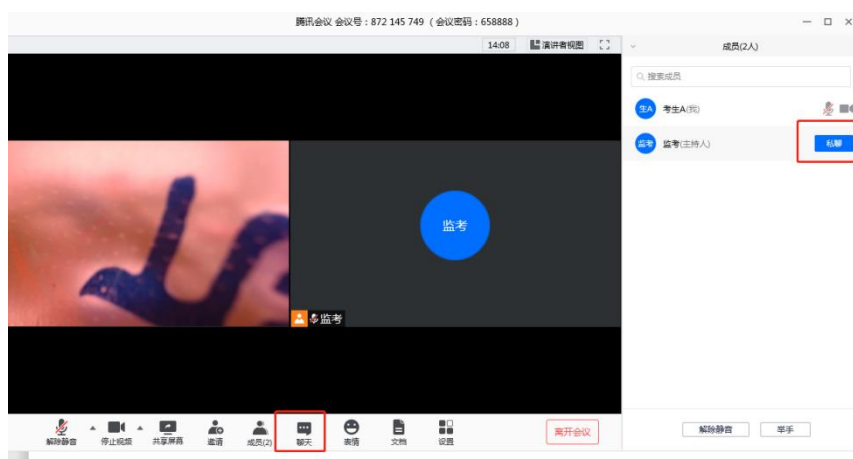 腾讯会议 会议号：872 145 749 （ 会议密码：658888 ）
14:08 演讲者视图
成员(2人)
搜索成员
生A 考生A(我)
监考 监考(主持人) 私聊
监考
监考
解除静音 停止视频 共享屏幕 邀请 成员(2) 聊天 表情 文档 设置 离开会议
解除静音 举手